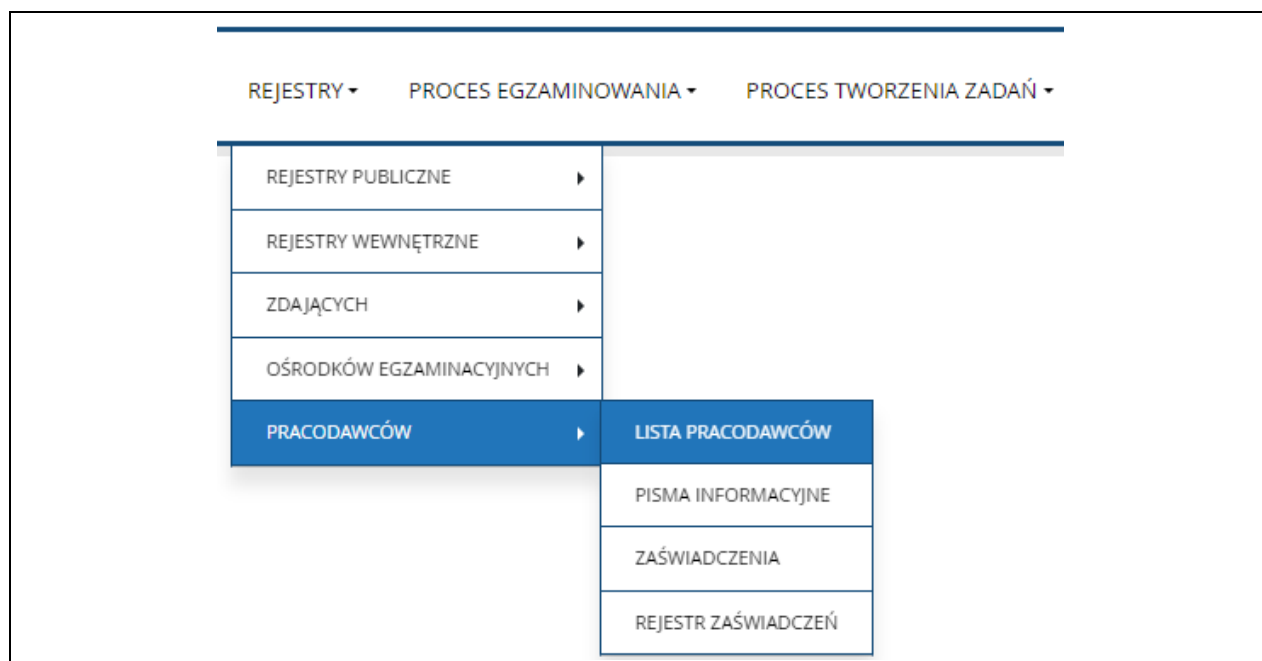 REJESTRY PROCES EGZAMINOWANIA PROCES TWORZENIA ZADAŃ
REJESTRY PUBLICZNE
REJESTRY WEWNĘTRZNE
ZDAJĄCYCH
OŚRODKÓW EGZAMINACYJNYCH
PRACODAWCÓW
LISTA PRACODAWCÓW
PISMA INFORMACYJNE
ZAŚWIADCZENIA
REJESTR ZAŚWIADCZEŃ